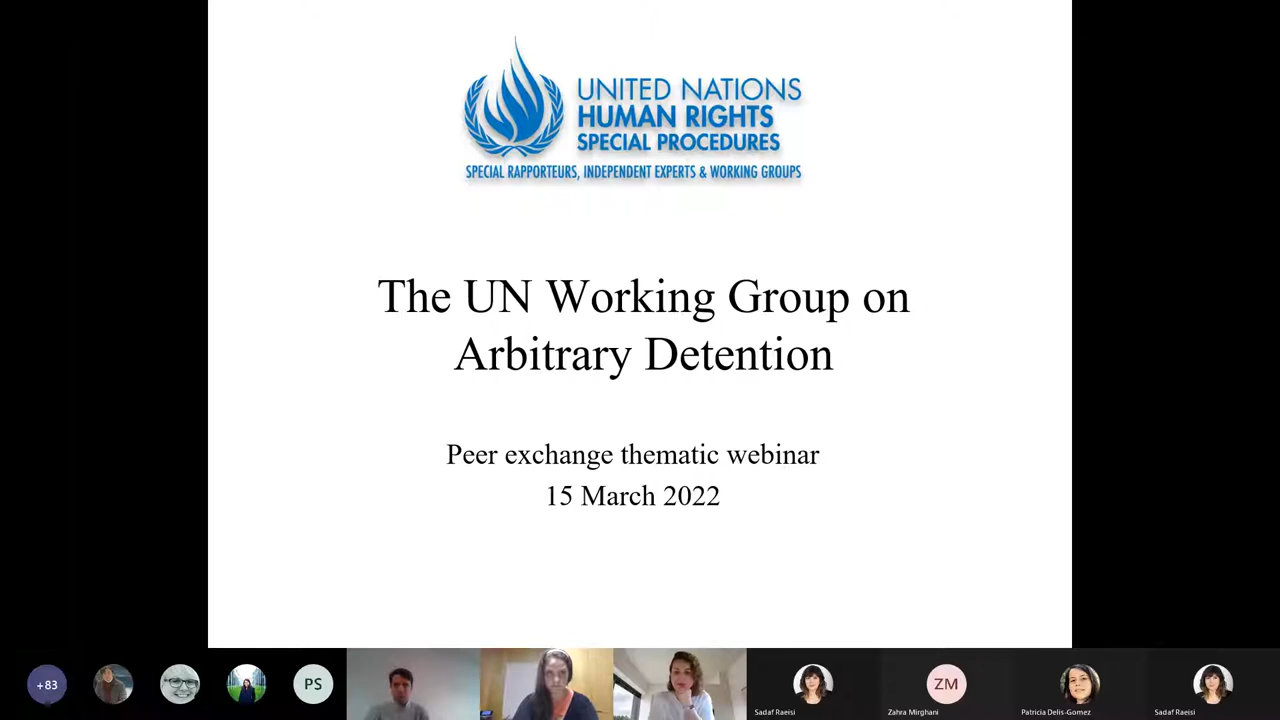 UNITED NATIONS
HUMAN RIGHTS
SPECIAL PROCEDURES
SPECIAL RAPPORTEURS, INDEPENDENT EXPERTS & WORKING GROUPS
The UN Working Group on
Arbitrary Detention
Peer exchange thematic webinar
15 March 2022
+83
PS
ZM
Sadaf Raeisi
Zahra Mirghani
Patricia Delis-Gomez
Sadaf Raeisi